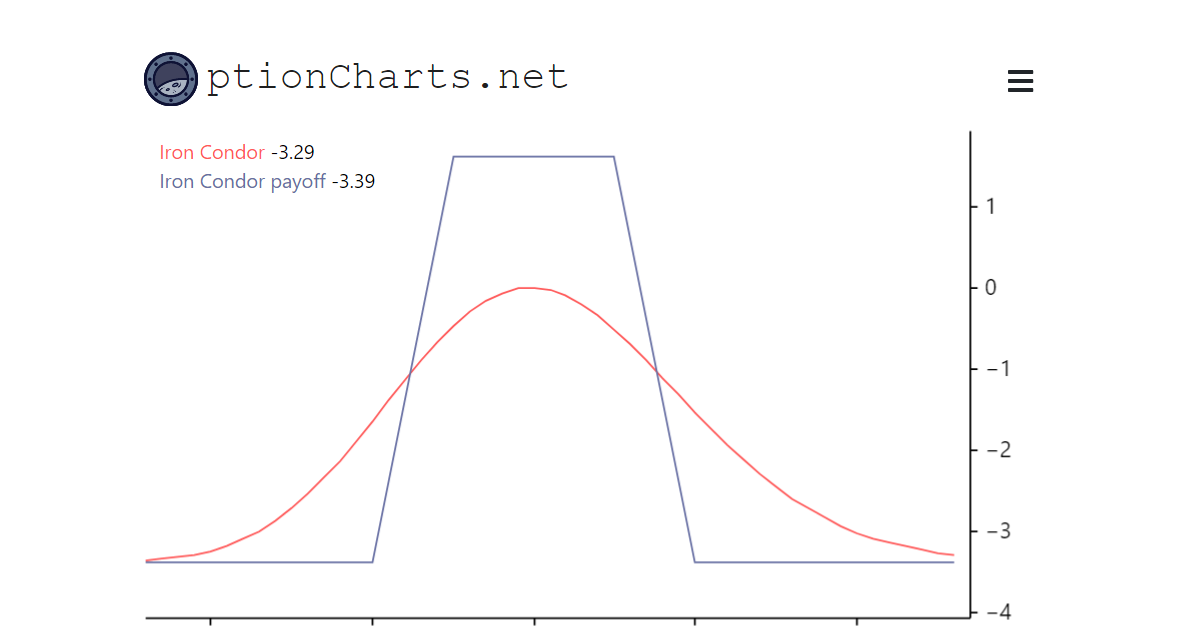 ptionCharts.net
Iron Condor -3.29
Iron Condor payoff -3.39
1
0
−1
−2
−3
−4